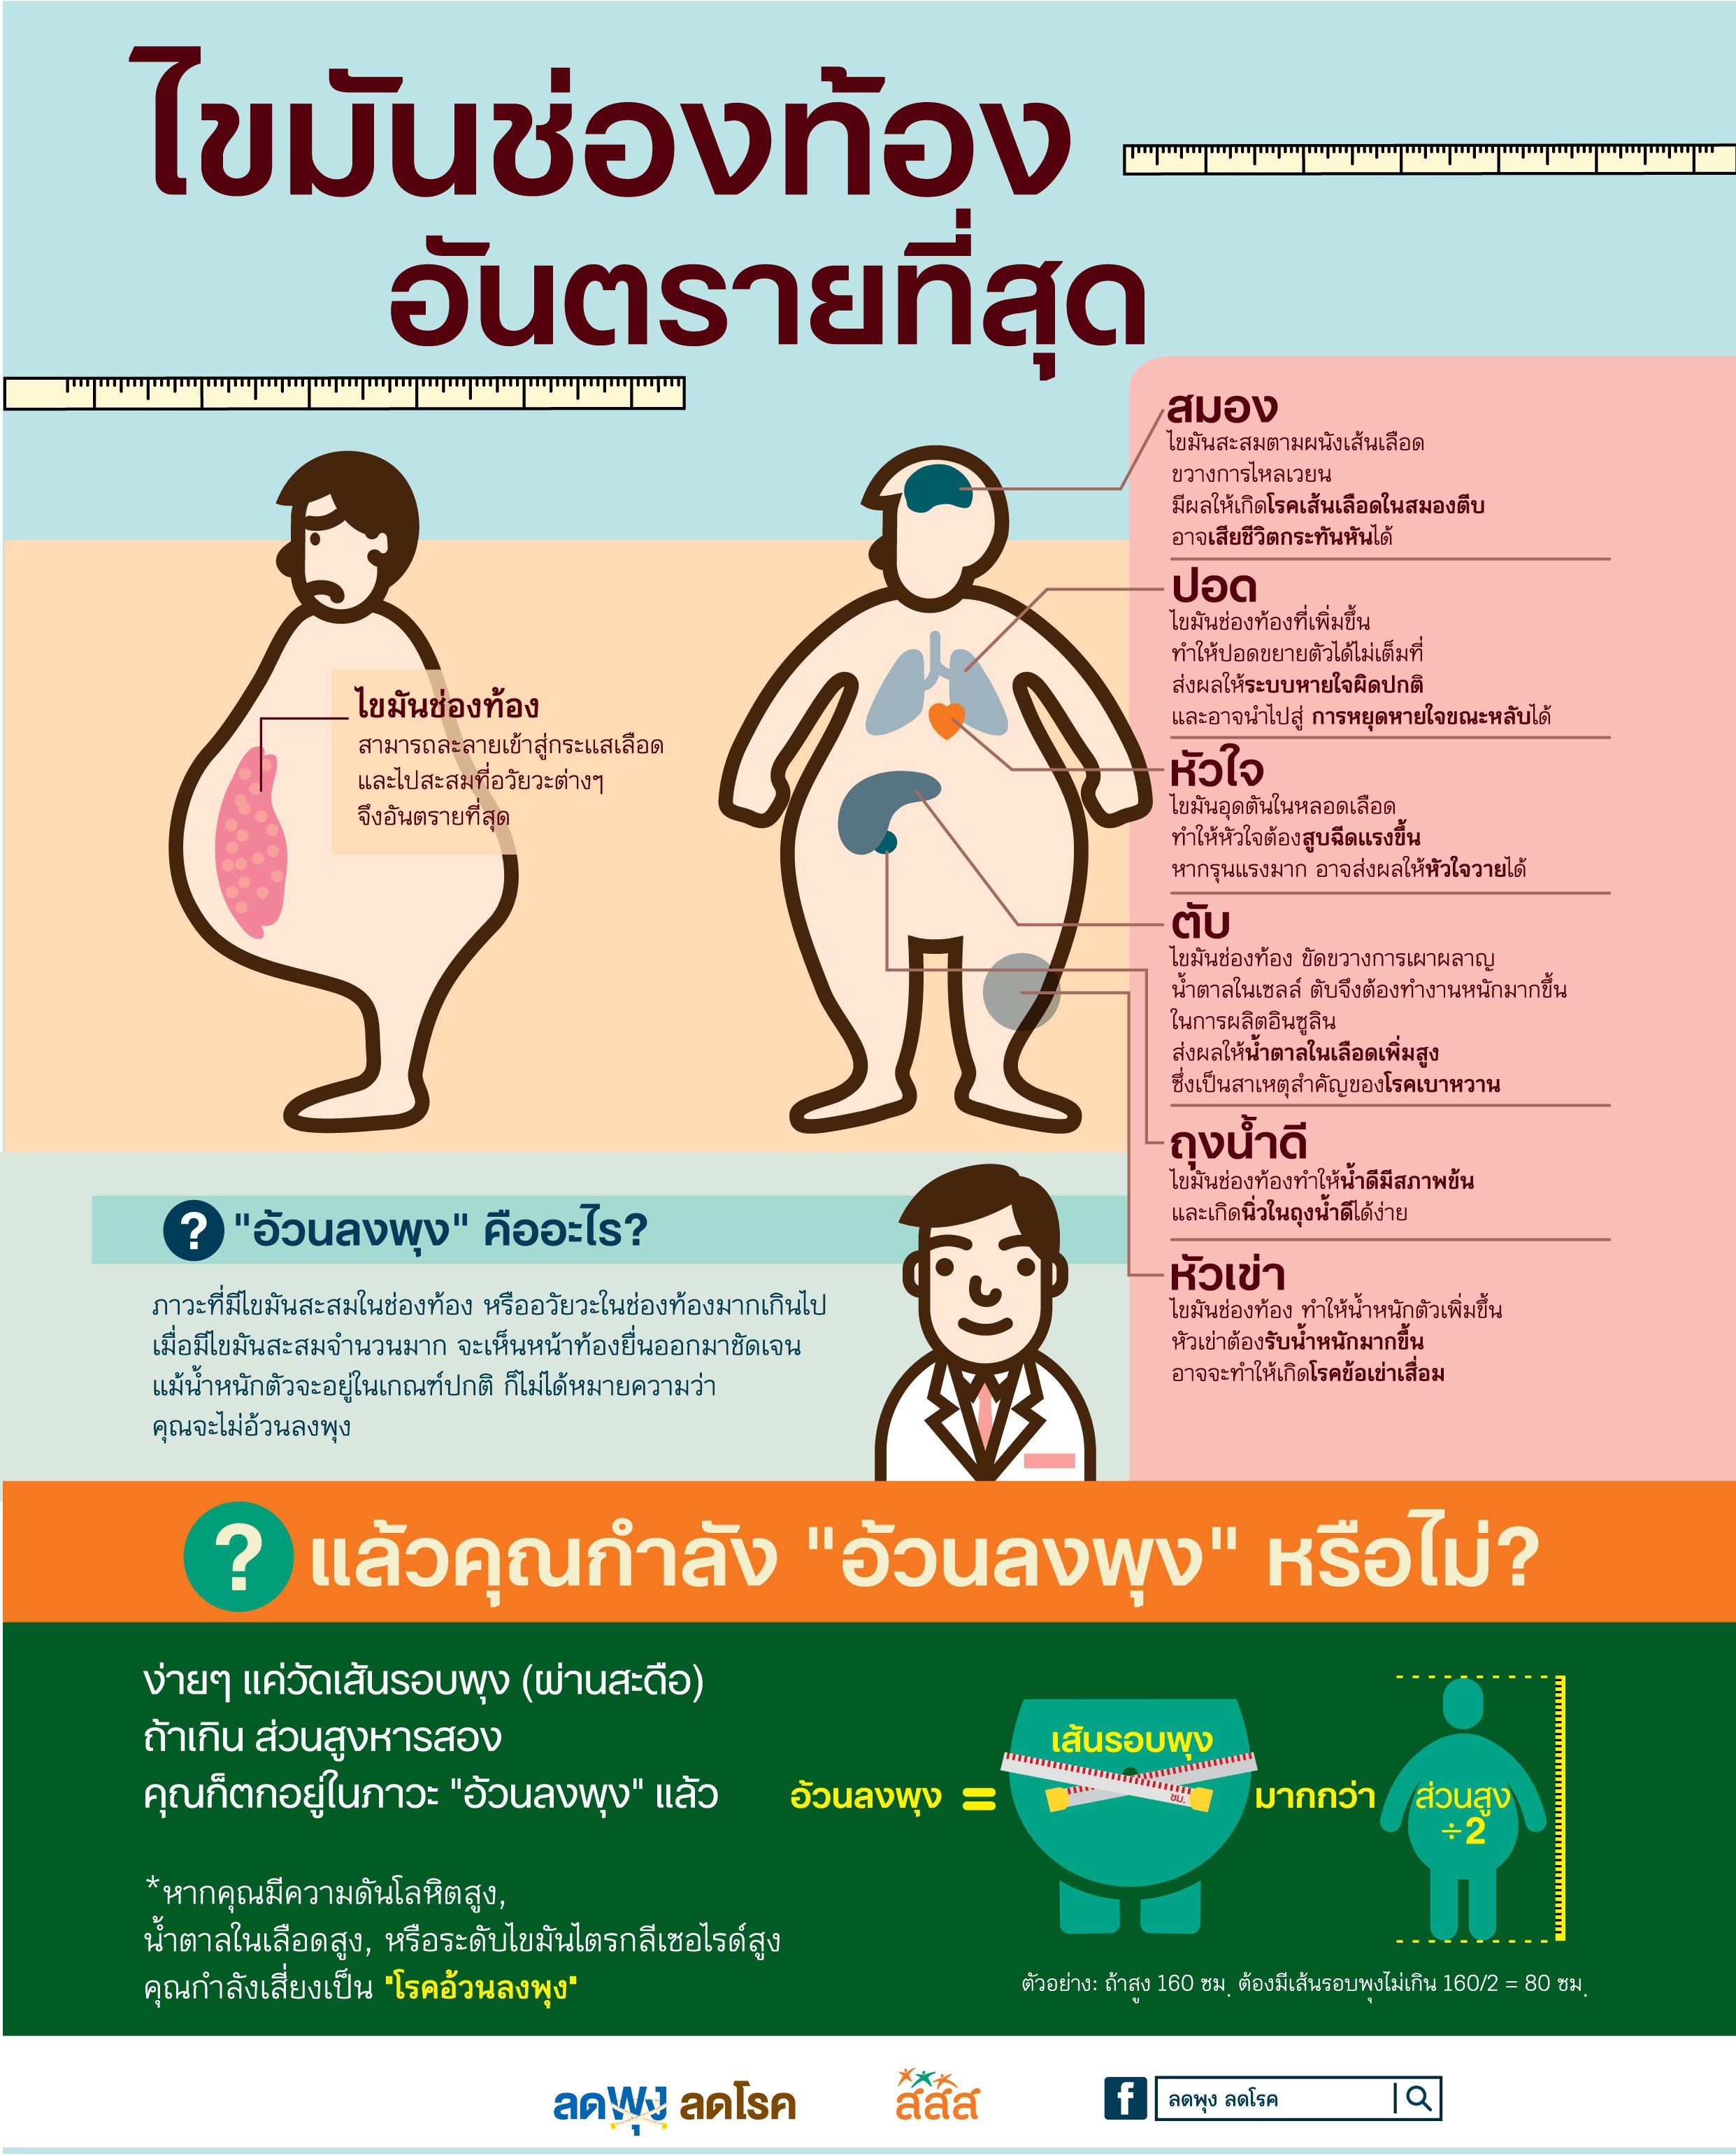 ไขมันช่องท้อง
อันตรายที่สุด
ไขมันช่องท้อง
สามารถละลายเข้าสู่กระแสเลือด
และไปสะสมที่อวัยวะต่างๆ
จึงอันตรายที่สุด
สมอง
ไขมันสะสมตามผนังเส้นเลือด
ขวางการไหลเวยน
มีผลให้เกิดโรคเส้นเลือดในสมองตีบ
อาจเสียชีวิตกระทันหันได้
ปอด
ไขมันช่องท้องที่เพิ่มขึ้น
ทำให้ปอดขยายตัวได้ไม่เต็มที่
ส่งผลให้ระบบหายใจผิดปกติ
และอาจนำไปสู่ การหยุดหายใจขณะหลับได้
หัวใจ
ไขมันอุดตันในหลอดเลือด
ทำให้หัวใจต้องสูบฉีดแรงขึ้น
หากรุนแรงมาก อาจส่งผลให้หัวใจวายได้
ตับ
ไขมันช่องท้อง ขัดขวางการเผาผลาญ
น้ำตาลในเซลล์ ตับจึงต้องทำงานหนักมากขึ้น
ในการผลิตอินซูลิน
ส่งผลให้น้ำตาลในเลือดเพิ่มสูง
ซึ่งเป็นสาเหตุสำคัญของโรคเบาหวาน
ถุงน้ำดี
ไขมันช่องท้องทำให้น้ำดีมีสภาพข้น
และเกิดนิ่วในถุงน้ำดีได้ง่าย
หัวเข่า
ไขมันช่องท้อง ทำให้น้ำหนักตัวเพิ่มขึ้น
หัวเข่าต้องรับน้ำหนักมากขึ้น
อาจจะทำให้เกิดโรคข้อเข่าเสื่อม
? "อ้วนลงพุง" คืออะไร?
ภาวะที่มีไขมันสะสมในช่องท้อง หรืออวัยวะในช่องท้องมากเกินไป
เมื่อมีไขมันสะสมจำนวนมาก จะเห็นหน้าท้องยื่นออกมาชัดเจน
แม้น้ำหนักตัวจะอยู่ในเกณฑ์ปกติ ก็ไม่ได้หมายความว่า
คุณจะไม่อ้วนลงพุง
? แล้วคุณกำลัง "อ้วนลงพุง" หรือไม่?
ง่ายๆ แค่วัดเส้นรอบพุง (ผ่านสะดือ)
ถ้าเกิน ส่วนสูงหารสอง
คุณก็ตกอยู่ในภาวะ "อ้วนลงพุง" แล้ว
*หากคุณมีความดันโลหิตสูง,
น้ำตาลในเลือดสูง, หรือระดับไขมันไตรกลีเซอไรด์สูง
คุณกำลังเสี่ยงเป็น "โรคอ้วนลงพุง"
อ้วนลงพุง =
เส้นรอบพุง
ซม.
มากกว่า
ส่วนสูง
÷2
ตัวอย่าง: ถ้าสูง 160 ซม. ต้องมีเส้นรอบพุงไม่เกิน 160/2 = 80 ซม.
ลดพุง ลดโรค
สสส
f ลดพุง ลดโรค